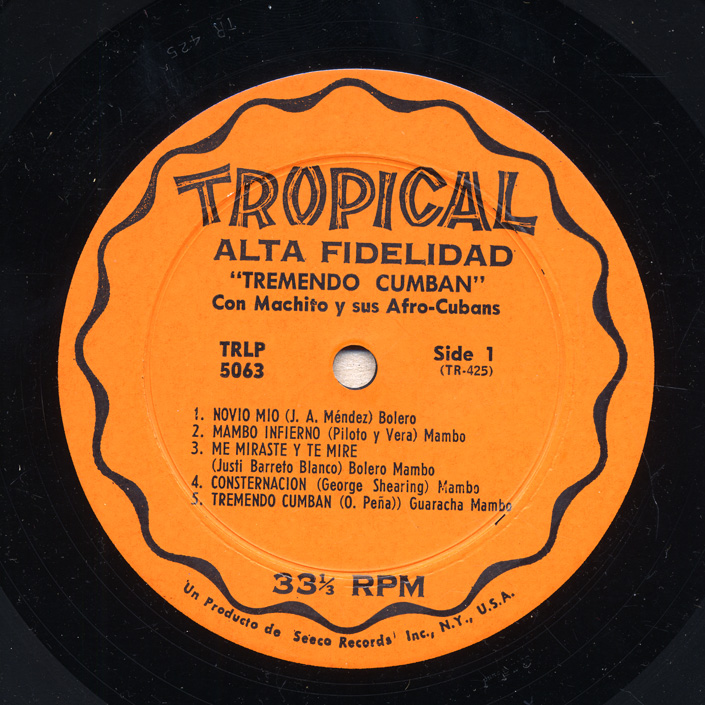 TR 425
TROPICAL
ALTA FIDELIDAD
"TREMENDO CUMBAN"
Con Machito y sus Afro-Cubans
TRLP
5063
Side 1
(TR-425)
1. NOVIO MIO (J. A. Méndez) Bolero
2. MAMBO INFIERNO (Piloto y Vera) Mambo
3. ME MIRASTE Y TE MIRE
(Justi Barreto Blanco) Bolero Mambo
4. CONSTERNACION (George Shearing) Mambo
5. TREMENDO CUMBAN (O. Peña)) Guaracha Mambo
33⅓ RPM
Un Producto de Seeco Records' Inc., N.Y., U.S.A.